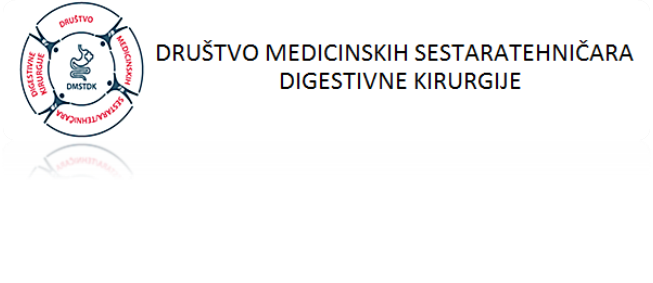 DRUŠTVO
MEDICINSKIH
SESTARA/TEHNIČARA
DIGESTIVNE
KIRURGIJE
DMSTDK
DRUŠTVO MEDICINSKIH SESTARATEHNIČARA
DIGESTIVNE KIRURGIJE